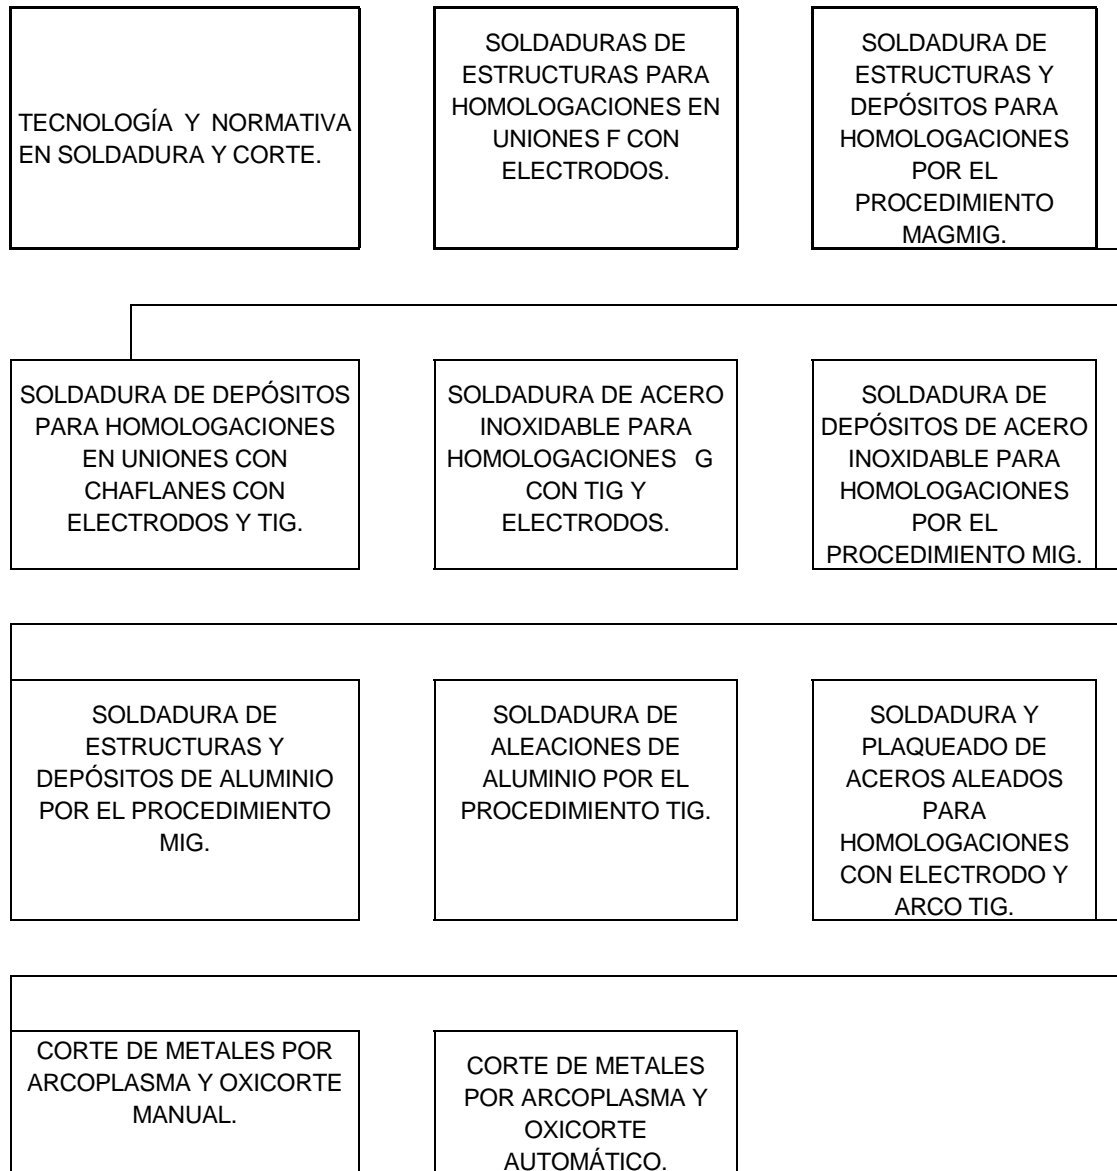 TECNOLOGÍA Y NORMATIVA
EN SOLDADURA Y CORTE.
SOLDADURAS DE
ESTRUCTURAS PARA
HOMOLOGACIONES EN
UNIONES F CON
ELECTRODOS.
SOLDADURA DE
ESTRUCTURAS Y
DEPÓSITOS PARA
HOMOLOGACIONES
POR EL
PROCEDIMIENTO
MAGMIG.
SOLDADURA DE DEPÓSITOS
PARA HOMOLOGACIONES
EN UNIONES CON
CHAFLANES CON
ELECTRODOS Y TIG.
SOLDADURA DE ACERO
INOXIDABLE PARA
HOMOLOGACIONES G
CON TIG Y
ELECTRODOS.
SOLDADURA DE
DEPÓSITOS DE ACERO
INOXIDABLE PARA
HOMOLOGACIONES
POR EL
PROCEDIMIENTO MIG.
SOLDADURA DE
ESTRUCTURAS Y
DEPÓSITOS DE ALUMINIO
POR EL PROCEDIMIENTO
MIG.
SOLDADURA DE
ALEACIONES DE
ALUMINIO POR EL
PROCEDIMIENTO TIG.
SOLDADURA Y
PLAQUEADO DE
ACEROS ALEADOS
PARA
HOMOLOGACIONES
CON ELECTRODO Y
ARCO TIG.
CORTE DE METALES POR
ARCOPLASMA Y OXICORTE
MANUAL.
CORTE DE METALES
POR ARCOPLASMA Y
OXICORTE
AUTOMÁTICO.